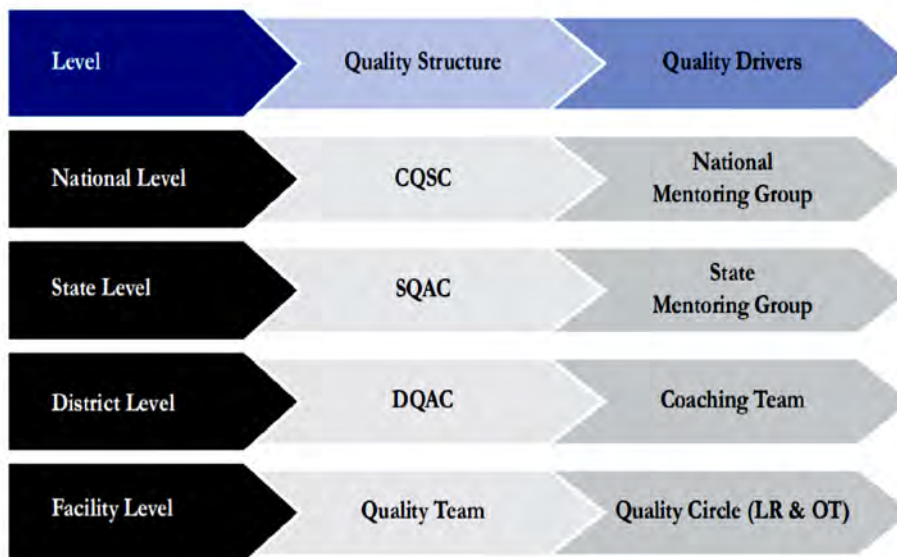 Level
Quality Structure
Quality Drivers
National Level
CQSC
National
Mentoring Group
State Level
SQAC
State
Mentoring Group
District Level
DQAC
Coaching Team
Facility Level
Quality Team
Quality Circle (LR & OT)